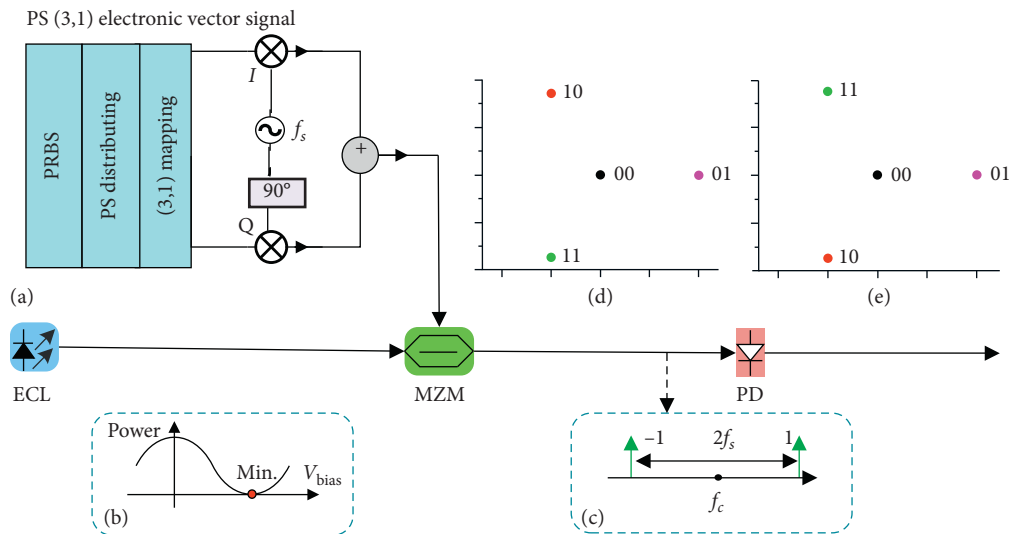 PS (3,1) electronic vector signal
PRBS
PS distributing
(3,1) mapping
I
f_s
90°
Q
+
(a)
10
00
01
11
(d)
11
00
01
10
(e)
ECL
MZM
PD
Power
Min.
V_bias
(b)
–1
2f_s
1
f_c
(c)